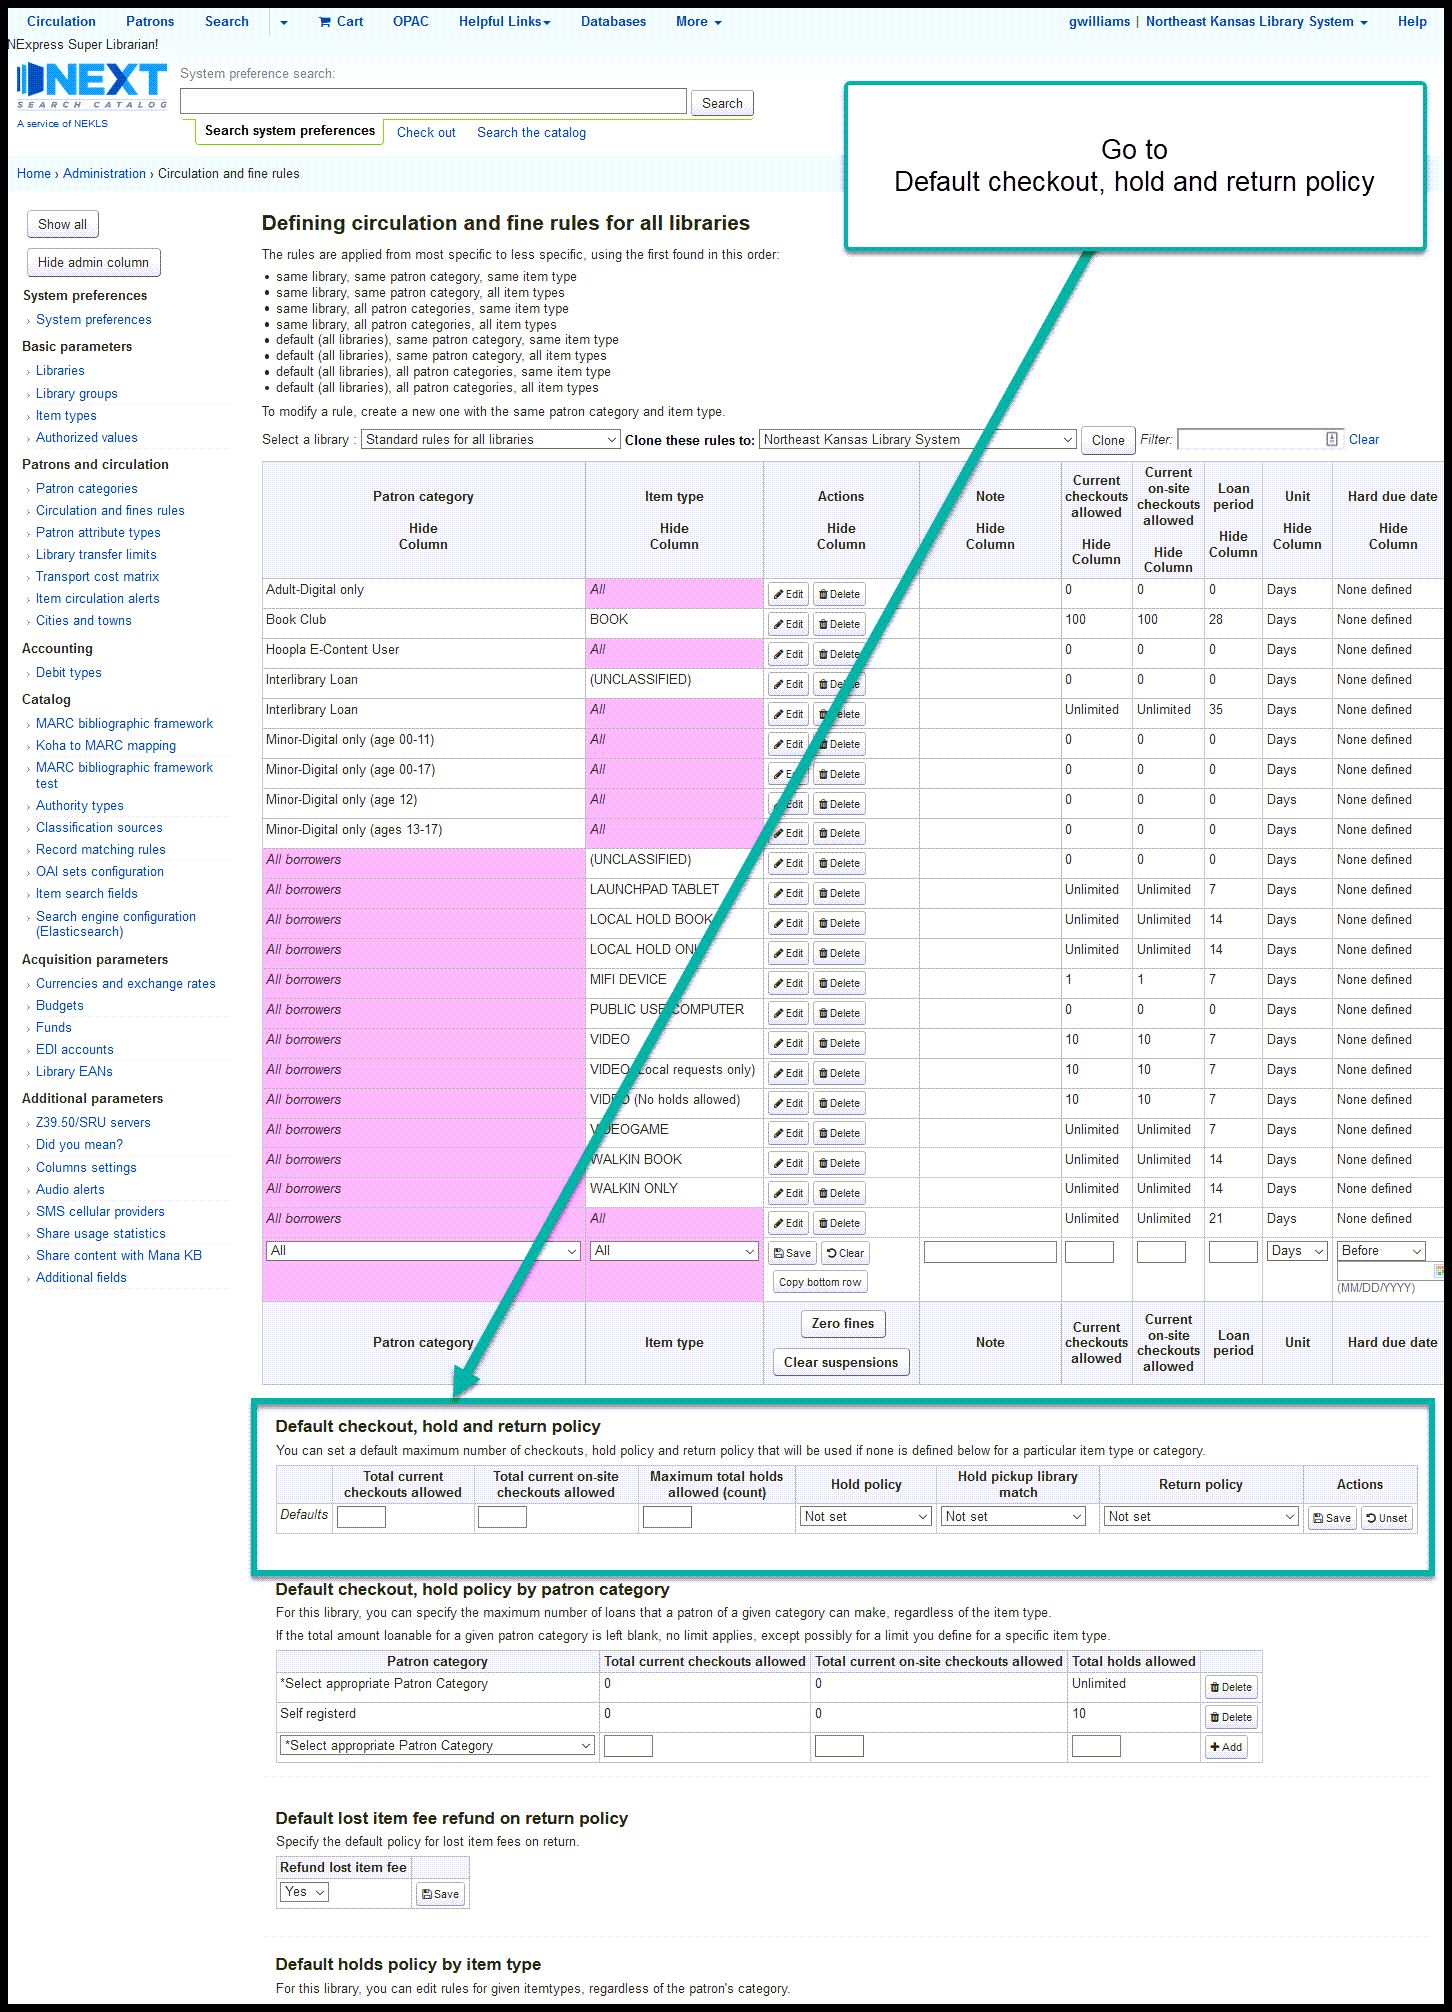 Circulation Patrons Search Cart OPAC Helpful Links Databases More gwilliams | Northeast Kansas Library System Help
NExpress Super Librarian!
NEXT
SEARCH CATALOG
A service of NEKLS
System preference search:
Search
Search system preferences Check out Search the catalog
Go to
Default checkout, hold and return policy
Home › Administration › Circulation and fine rules
Show all
Hide admin column
System preferences
› System preferences
Basic parameters
› Libraries
› Library groups
› Item types
› Authorized values
Patrons and circulation
› Patron categories
› Circulation and fines rules
› Patron attribute types
› Library transfer limits
› Transport cost matrix
› Item circulation alerts
› Cities and towns
Accounting
› Debit types
Catalog
› MARC bibliographic framework
› Koha to MARC mapping
› MARC bibliographic framework
test
› Authority types
› Classification sources
› Record matching rules
› OAI sets configuration
› Item search fields
› Search engine configuration
(Elasticsearch)
Acquisition parameters
› Currencies and exchange rates
› Budgets
› Funds
› EDI accounts
› Library EANs
Additional parameters
› Z39.50/SRU servers
› Did you mean?
› Columns settings
› Audio alerts
› SMS cellular providers
› Share usage statistics
› Share content with Mana KB
› Additional fields
Defining circulation and fine rules for all libraries
The rules are applied from most specific to less specific, using the first found in this order:
• same library, same patron category, same item type
• same library, same patron category, all item types
• same library, all patron categories, same item type
• same library, all patron categories, all item types
• default (all libraries), same patron category, same item type
• default (all libraries), same patron category, all item types
• default (all libraries), all patron categories, same item type
• default (all libraries), all patron categories, all item types
To modify a rule, create a new one with the same patron category and item type.
Select a library : Standard rules for all libraries Clone these rules to: Northeast Kansas Library System Clone Filter: Clear
Patron category Item type Actions Note Current checkouts allowed Current on-site checkouts allowed Loan period Unit Hard due date
Hide Column Hide Column Hide Column Hide Column Hide Column Hide Column Hide Column Hide Column Hide Column
Adult-Digital only All Edit Delete 0 0 0 Days None defined
Book Club BOOK Edit Delete 100 100 28 Days None defined
Hoopla E-Content User All Edit Delete 0 0 0 Days None defined
Interlibrary Loan (UNCLASSIFIED) Edit Delete 0 0 0 Days None defined
Interlibrary Loan All Edit Delete Unlimited Unlimited 35 Days None defined
Minor-Digital only (age 00-11) All Edit Delete 0 0 0 Days None defined
Minor-Digital only (age 00-17) All Edit Delete 0 0 0 Days None defined
Minor-Digital only (age 12) All Edit Delete 0 0 0 Days None defined
Minor-Digital only (ages 13-17) All Edit Delete 0 0 0 Days None defined
All borrowers (UNCLASSIFIED) Edit Delete 0 0 0 Days None defined
All borrowers LAUNCHPAD TABLET Edit Delete Unlimited Unlimited 7 Days None defined
All borrowers LOCAL HOLD BOOK Edit Delete Unlimited Unlimited 14 Days None defined
All borrowers LOCAL HOLD ONLY Edit Delete Unlimited Unlimited 14 Days None defined
All borrowers MIFI DEVICE Edit Delete 1 1 7 Days None defined
All borrowers PUBLIC USE COMPUTER Edit Delete 0 0 0 Days None defined
All borrowers VIDEO Edit Delete 10 10 7 Days None defined
All borrowers VIDEO (Local requests only) Edit Delete 10 10 7 Days None defined
All borrowers VIDEO (No holds allowed) Edit Delete 10 10 7 Days None defined
All borrowers VIDEOGAME Edit Delete Unlimited Unlimited 7 Days None defined
All borrowers WALKIN BOOK Edit Delete Unlimited Unlimited 14 Days None defined
All borrowers WALKIN ONLY Edit Delete Unlimited Unlimited 14 Days None defined
All borrowers All Edit Delete Unlimited Unlimited 21 Days None defined
All All Save Clear Days Before
Copy bottom row (MM/DD/YYYY)
Patron category Item type Zero fines Clear suspensions Note Current checkouts allowed Current on-site checkouts allowed Loan period Unit Hard due date
Default checkout, hold and return policy
You can set a default maximum number of checkouts, hold policy and return policy that will be used if none is defined below for a particular item type or category.
Total current checkouts allowed Total current on-site checkouts allowed Maximum total holds allowed (count) Hold policy Hold pickup library match Return policy Actions
Defaults Not set Not set Not set Save Unset
Default checkout, hold policy by patron category
For this library, you can specify the maximum number of loans that a patron of a given category can make, regardless of the item type.
If the total amount loanable for a given patron category is left blank, no limit applies, except possibly for a limit you define for a specific item type.
Patron category Total current checkouts allowed Total current on-site checkouts allowed Total holds allowed
*Select appropriate Patron Category 0 0 Unlimited Delete
Self registerd 0 0 10 Delete
*Select appropriate Patron Category Add
Default lost item fee refund on return policy
Specify the default policy for lost item fees on return.
Refund lost item fee
Yes Save
Default holds policy by item type
For this library, you can edit rules for given itemtypes, regardless of the patron's category.